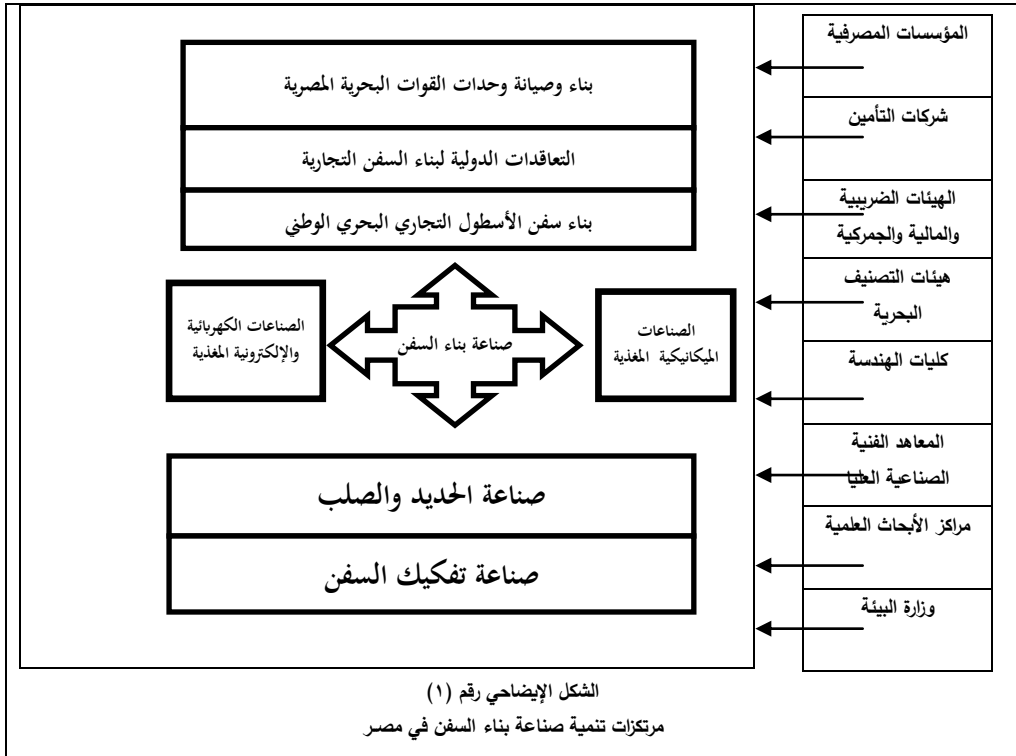 المؤسسات المصرفية
شركات التأمين
الهيئات الضريبية
والمالية والجمركية
هيئات التصنيف
البحرية
كليات الهندسة
المعاهد الفنية
الصناعية العليا
مراكز الأبحاث العلمية
وزارة البيئة
بناء وصيانة وحدات القوات البحرية المصرية
التعاقدات الدولية لبناء السفن التجارية
بناء سفن الأسطول التجاري البحري الوطني
الصناعات
الميكانيكية المغذية
صناعة بناء السفن
الصناعات الكهربائية
والإلكترونية المغذية
صناعة الحديد والصلب
صناعة تفكيك السفن
الشكل الإيضاحي رقم (١)
مرتكزات تنمية صناعة بناء السفن في مصر